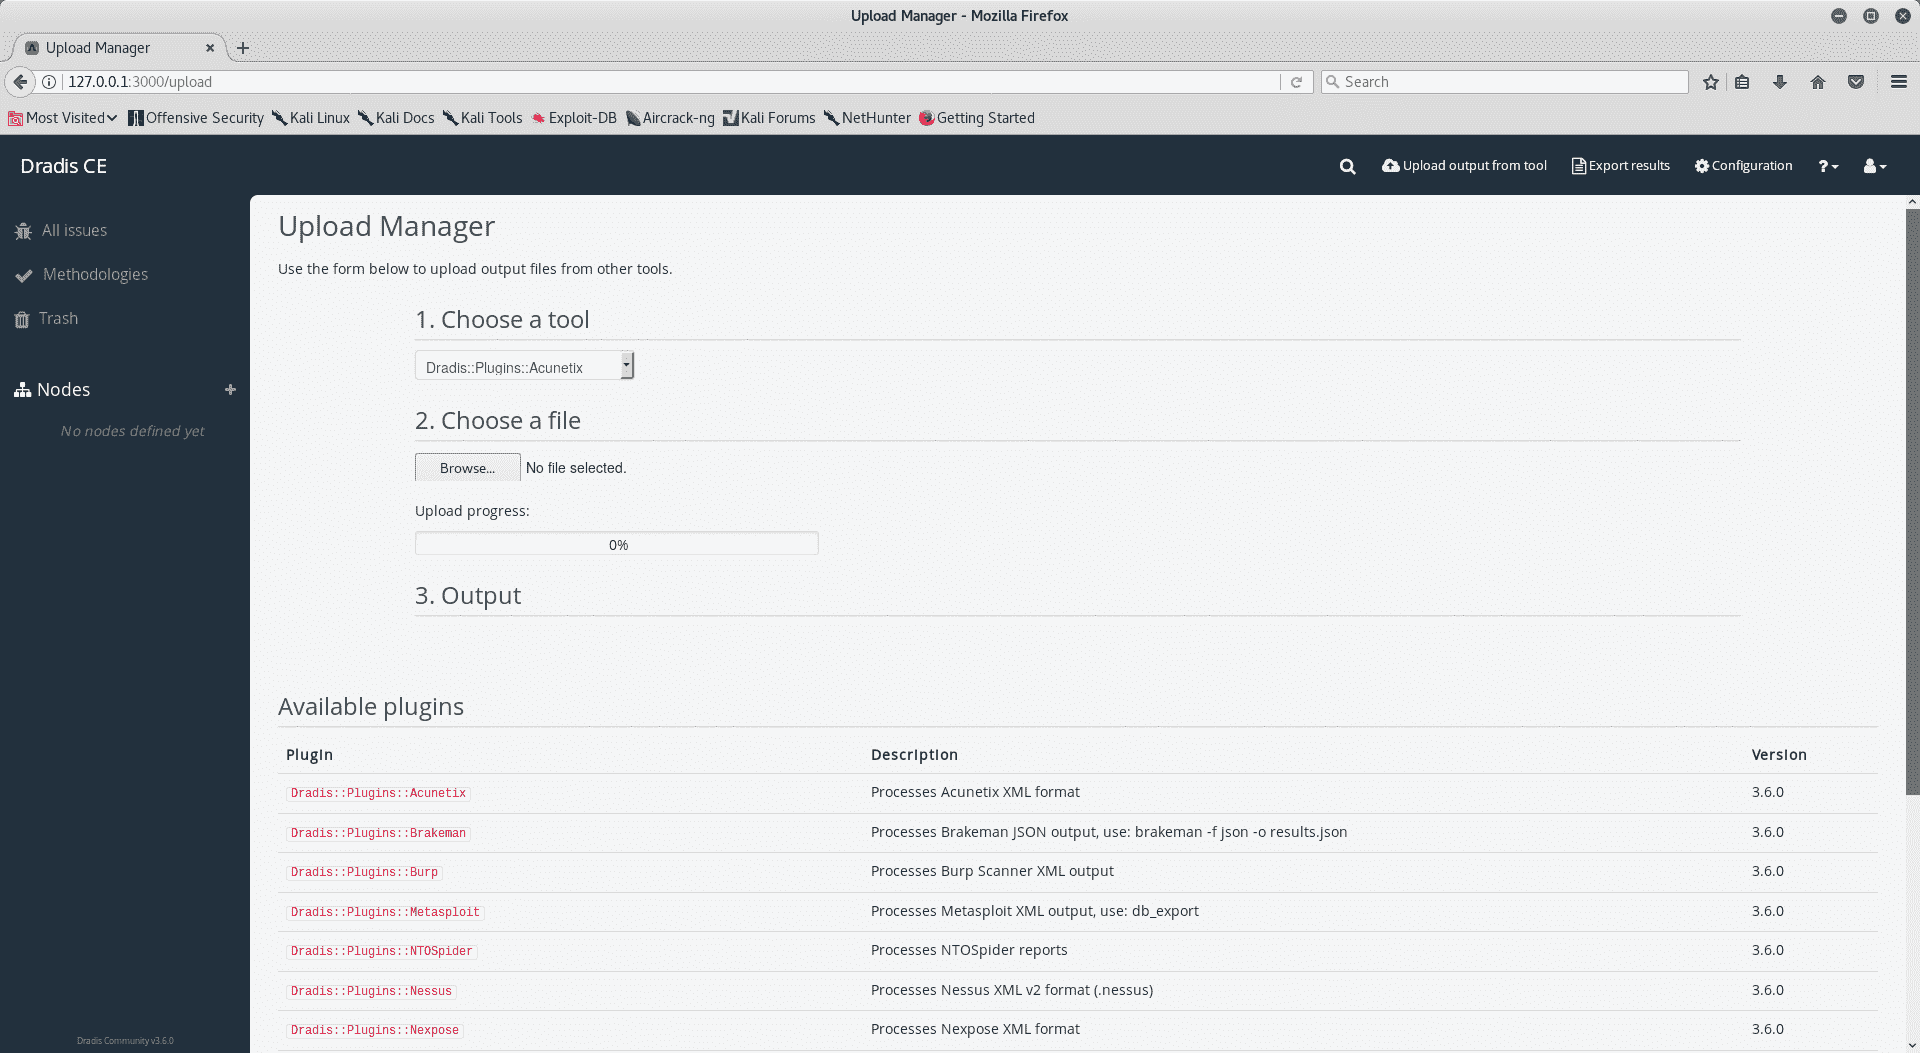 Upload Manager - Mozilla Firefox
Upload Manager
127.0.0.1:3000/upload
Search
Most Visited Offensive Security Kali Linux Kali Docs Kali Tools Exploit-DB Aircrack-ng Kali Forums NetHunter Getting Started
Dradis CE
Upload output from tool Export results Configuration ?
All issues
Methodologies
Trash
Nodes +
No nodes defined yet
Dradis Community v3.6.0
Upload Manager
Use the form below to upload output files from other tools.
1. Choose a tool
Dradis::Plugins::Acunetix
2. Choose a file
Browse... No file selected.
Upload progress:
0%
3. Output
Available plugins
Plugin Description Version
Dradis::Plugins::Acunetix Processes Acunetix XML format 3.6.0
Dradis::Plugins::Brakeman Processes Brakeman JSON output, use: brakeman -f json -o results.json 3.6.0
Dradis::Plugins::Burp Processes Burp Scanner XML output 3.6.0
Dradis::Plugins::Metasploit Processes Metasploit XML output, use: db_export 3.6.0
Dradis::Plugins::NTOSpider Processes NTOSpider reports 3.6.0
Dradis::Plugins::Nessus Processes Nessus XML v2 format (.nessus) 3.6.0
Dradis::Plugins::Nexpose Processes Nexpose XML format 3.6.0